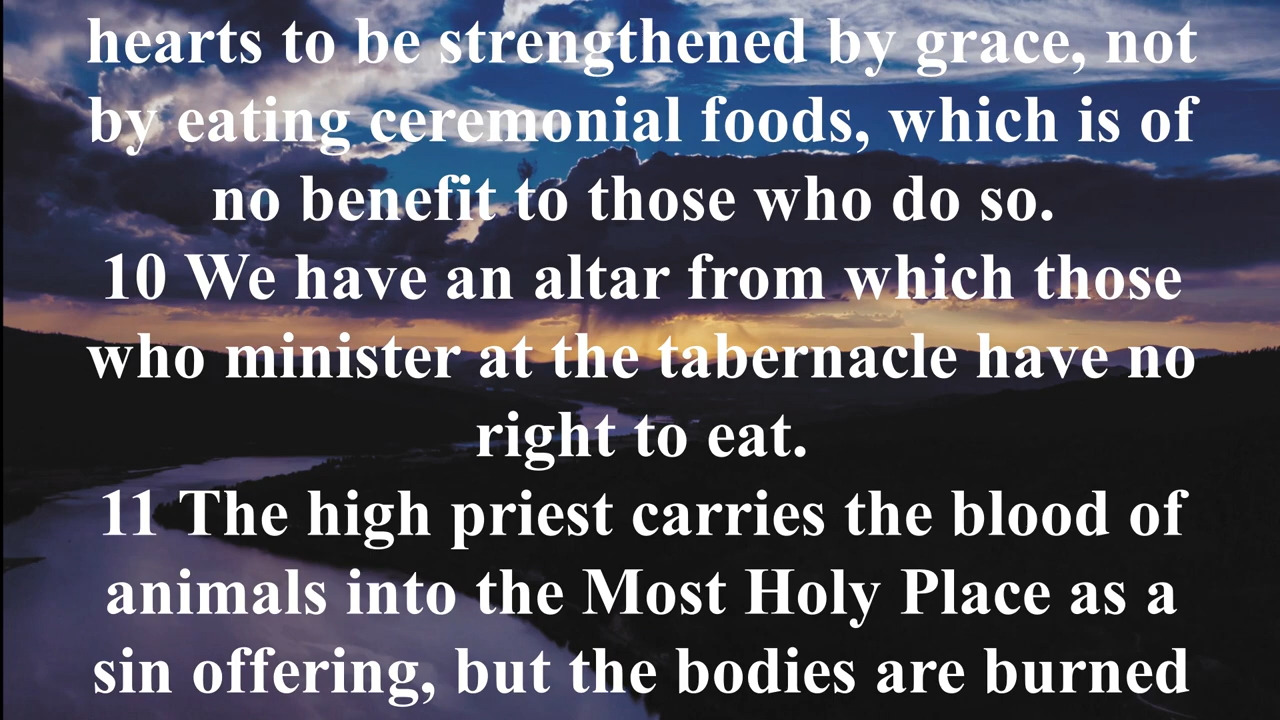 hearts to be strengthened by grace, not
by eating ceremonial foods, which is of
no benefit to those who do so.
10 We have an altar from which those
who minister at the tabernacle have no
right to eat.
11 The high priest carries the blood of
animals into the Most Holy Place as a
sin offering, but the bodies are burned